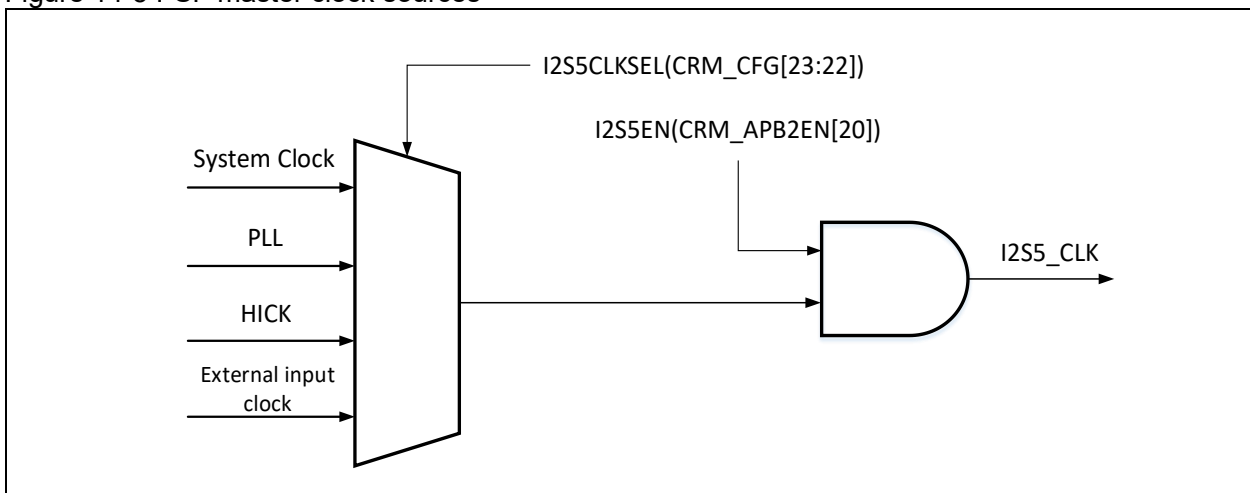 I2S5CLKSEL(CRM_CFG[23:22])
I2S5EN(CRM_APB2EN[20])
System Clock
PLL
HICK
External input
clock
I2S5_CLK